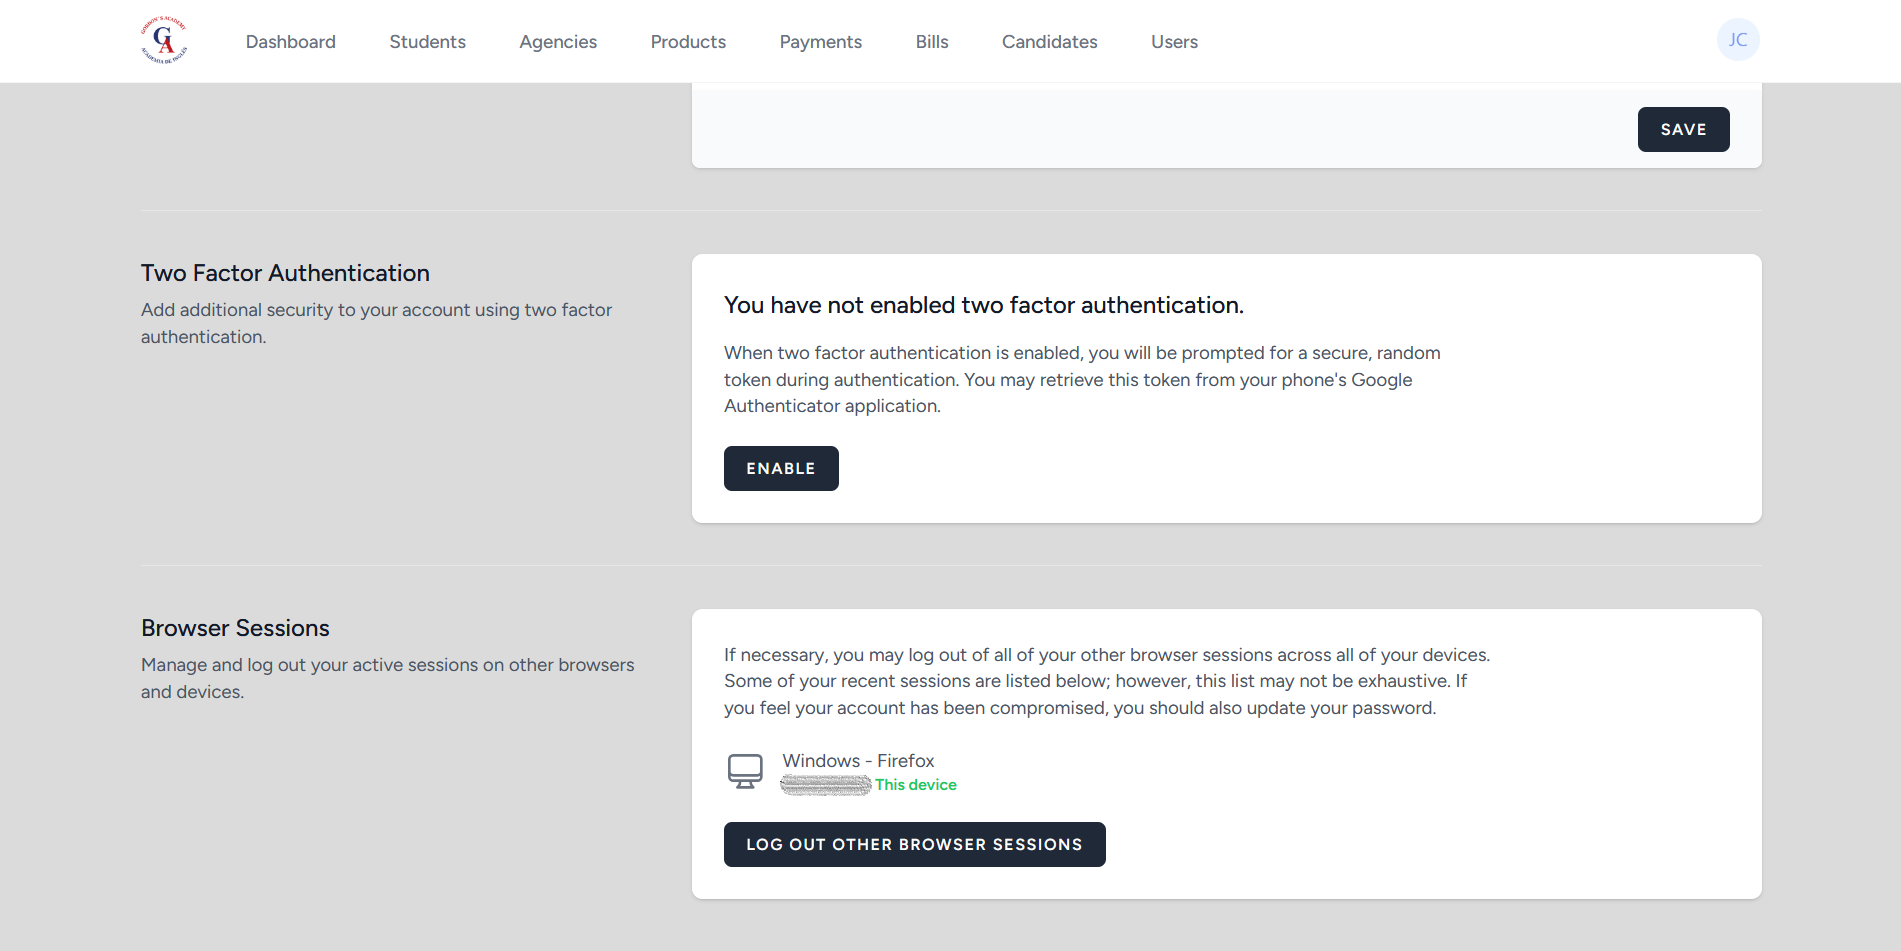 GORDON'S ACADEMY
GA
ACADEMIA DE INGLÉS
Dashboard
Students
Agencies
Products
Payments
Bills
Candidates
Users
JC
SAVE
Two Factor Authentication
Add additional security to your account using two factor
authentication.
You have not enabled two factor authentication.
When two factor authentication is enabled, you will be prompted for a secure, random
token during authentication. You may retrieve this token from your phone's Google
Authenticator application.
ENABLE
Browser Sessions
Manage and log out your active sessions on other browsers
and devices.
If necessary, you may log out of all of your other browser sessions across all of your devices.
Some of your recent sessions are listed below; however, this list may not be exhaustive. If
you feel your account has been compromised, you should also update your password.
Windows - Firefox
This device
LOG OUT OTHER BROWSER SESSIONS